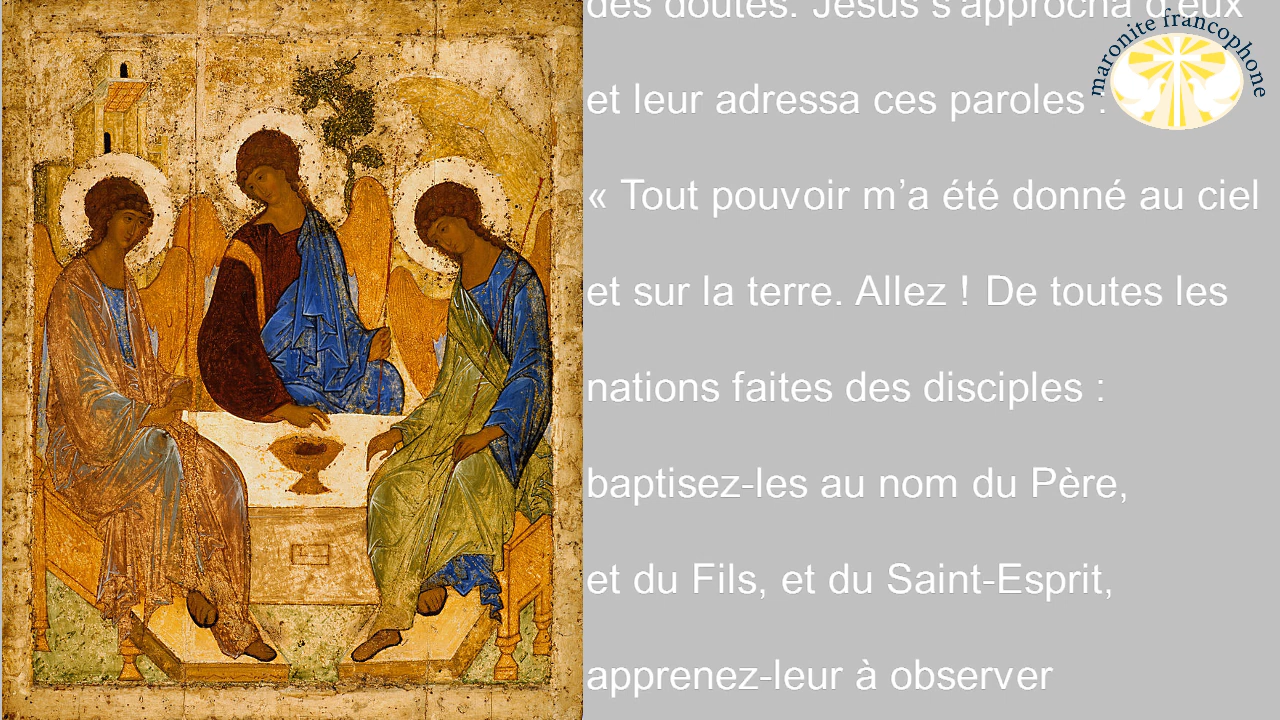 des doutes. Jésus s’approcha d’eux
et leur adressa ces paroles :
« Tout pouvoir m’a été donné au ciel
et sur la terre. Allez ! De toutes les
nations faites des disciples :
baptisez-les au nom du Père,
et du Fils, et du Saint-Esprit,
apprenez-leur à observer
maronite francophone